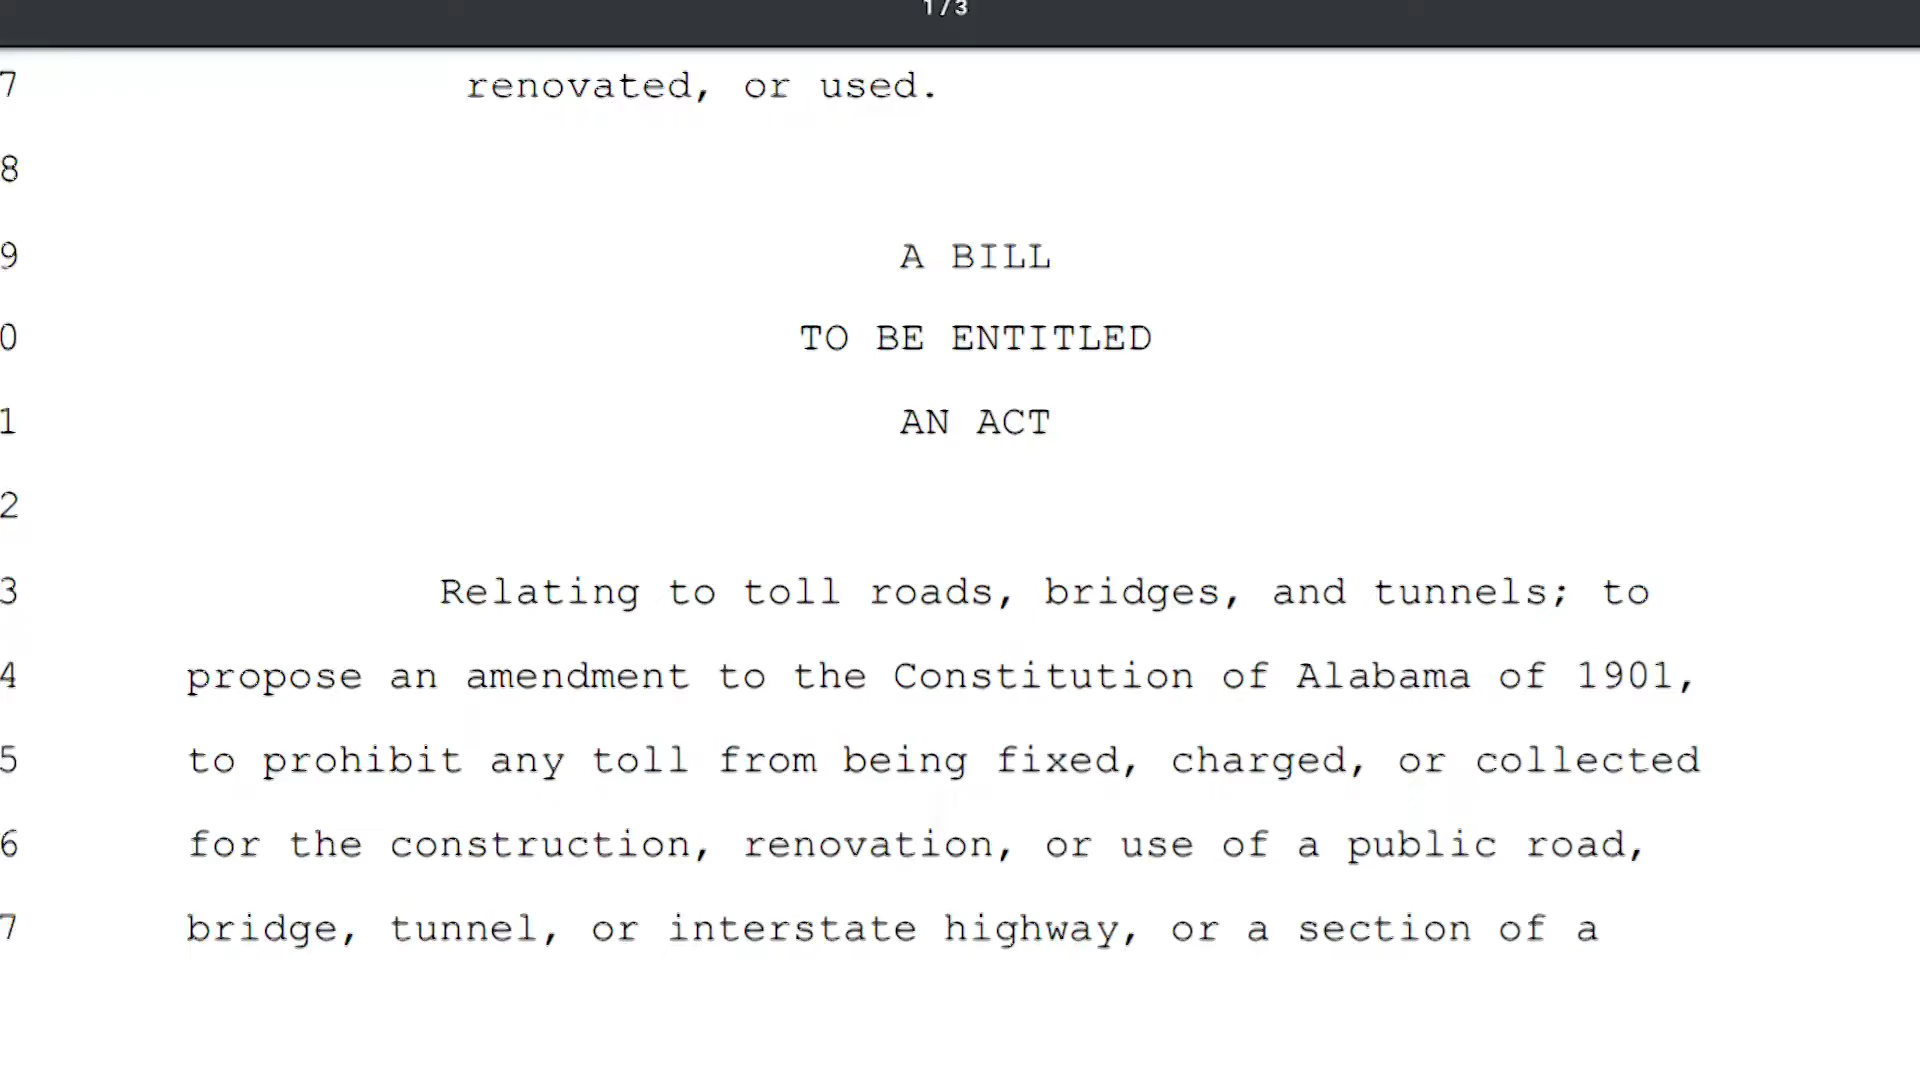 1/3
7 renovated, or used.
8
9 A BILL
0 TO BE ENTITLED
1 AN ACT
2
3 Relating to toll roads, bridges, and tunnels; to
4 propose an amendment to the Constitution of Alabama of 1901,
5 to prohibit any toll from being fixed, charged, or collected
6 for the construction, renovation, or use of a public road,
7 bridge, tunnel, or interstate highway, or a section of a